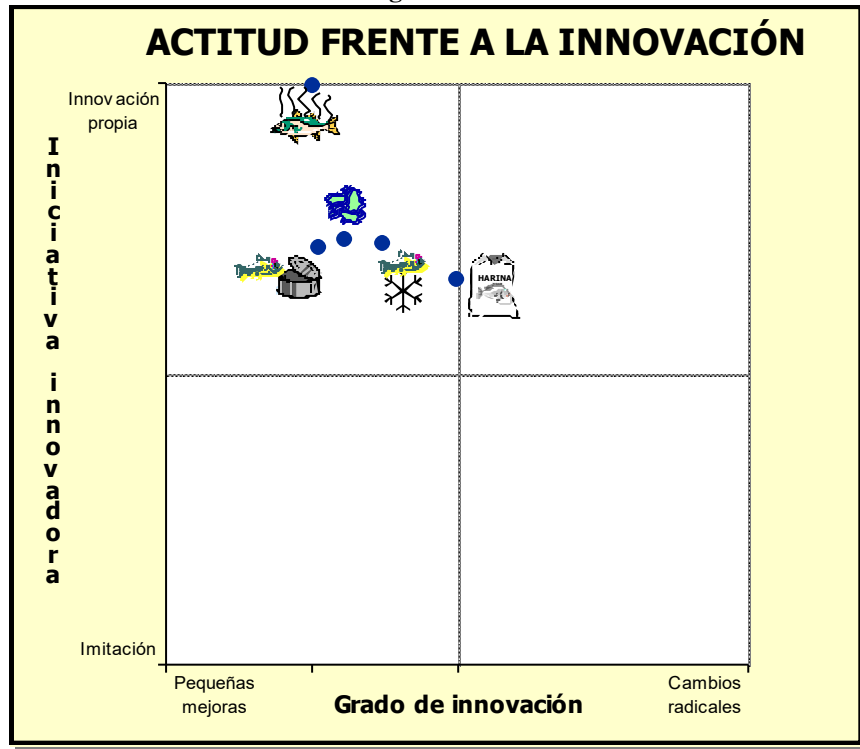 ACTITUD FRENTE A LA INNOVACIÓN
Innovación
propia
Iniciativa innovadora
HARINA
Imitación
Pequeñas
mejoras
Grado de innovación
Cambios
radicales